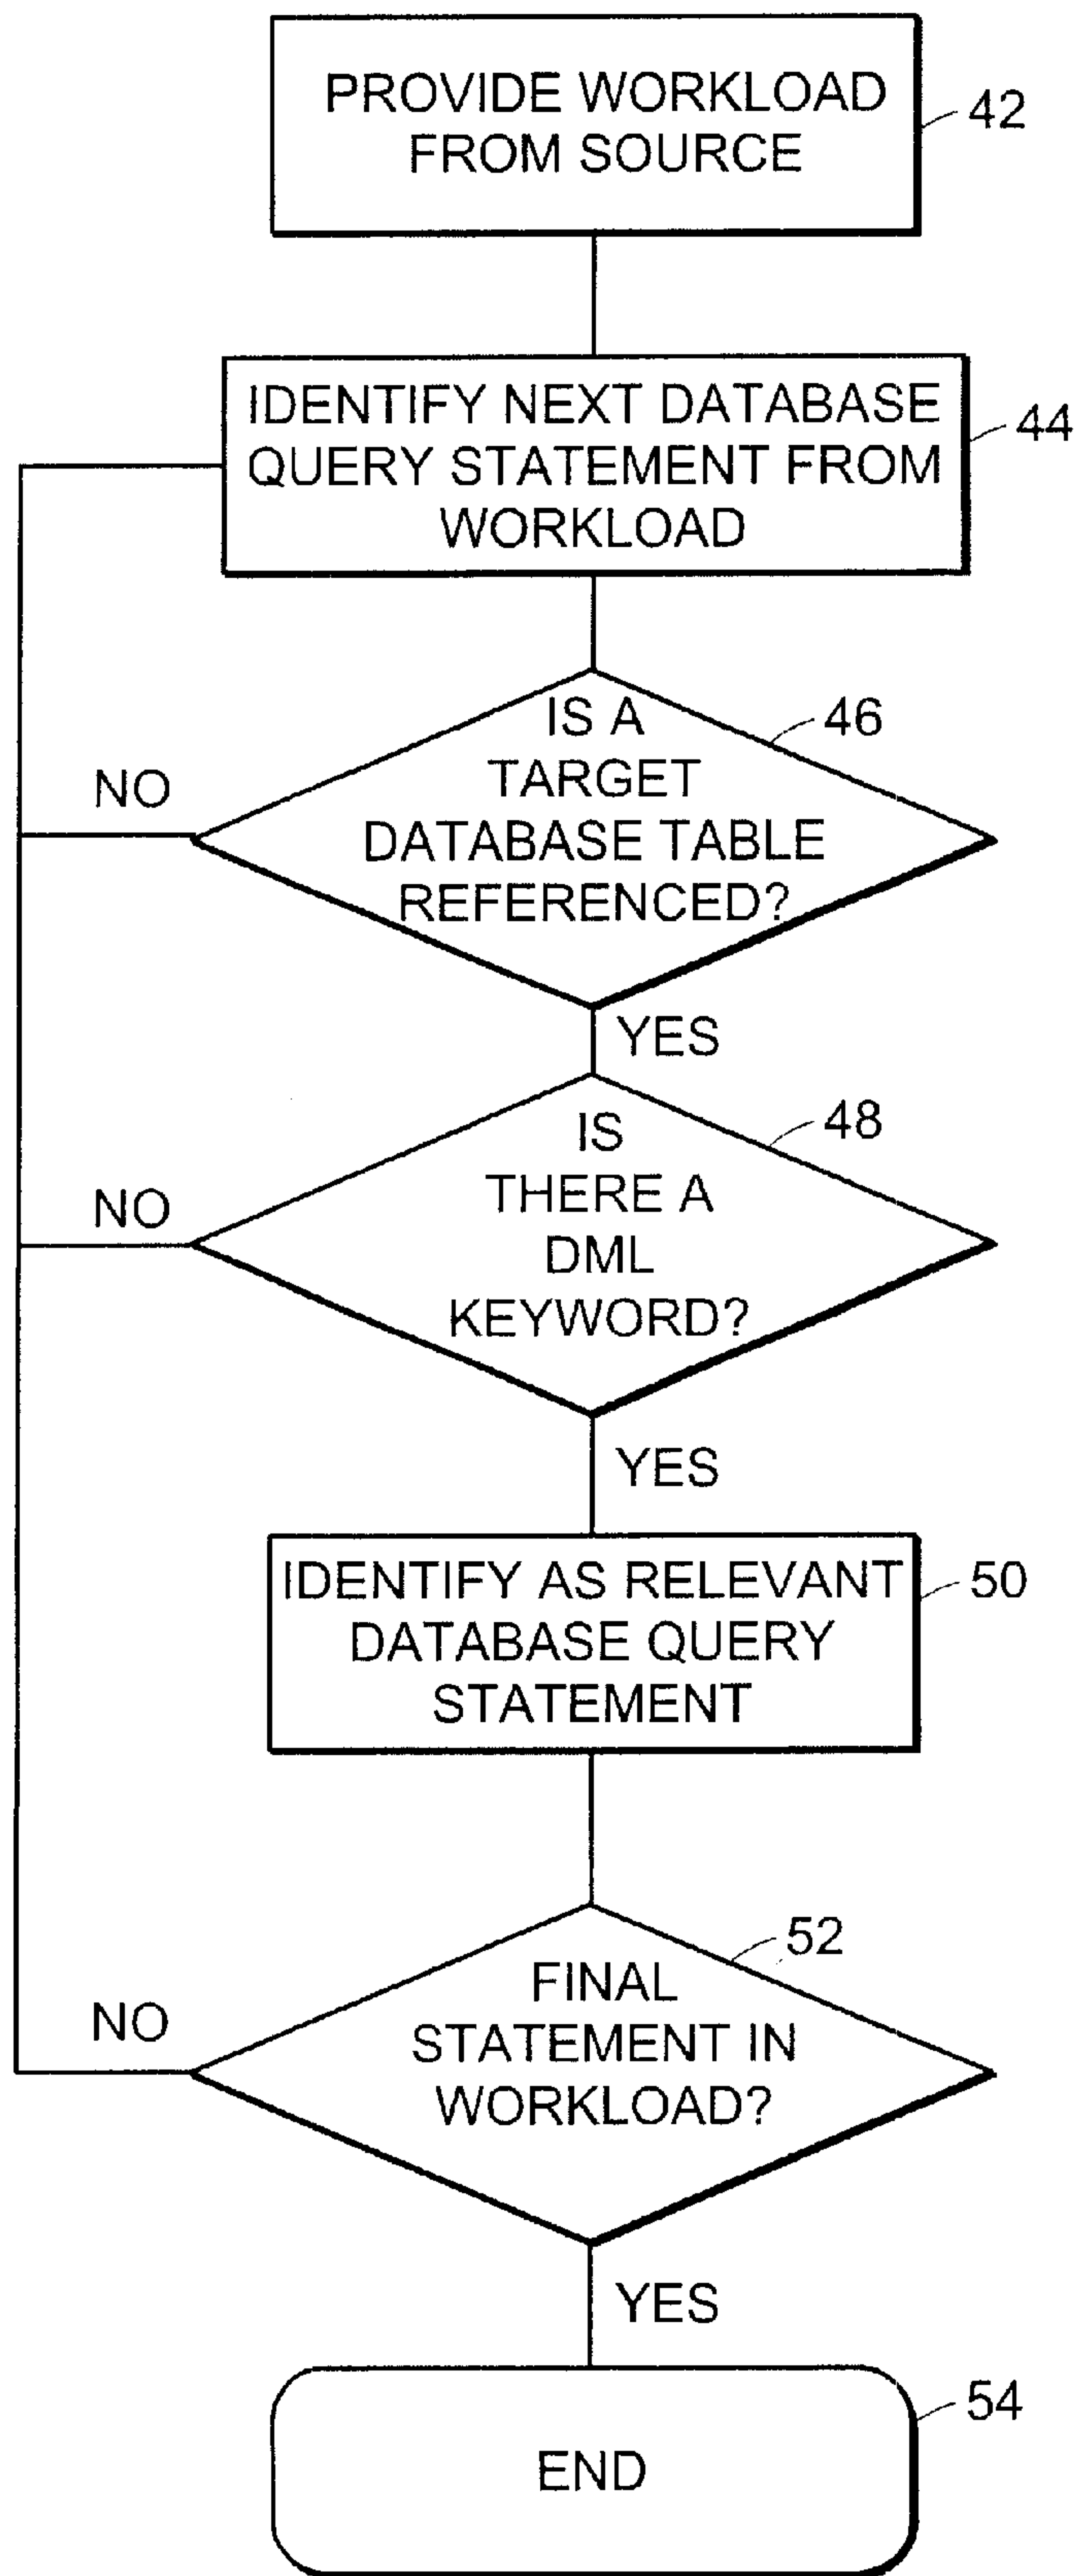 PROVIDE WORKLOAD
FROM SOURCE
42
IDENTIFY NEXT DATABASE
QUERY STATEMENT FROM
WORKLOAD
44
IS A
TARGET
DATABASE TABLE
REFERENCED?
46
NO
YES
IS
THERE A
DML
KEYWORD?
48
NO
YES
IDENTIFY AS RELEVANT
DATABASE QUERY
STATEMENT
50
FINAL
STATEMENT IN
WORKLOAD?
52
NO
YES
END
54